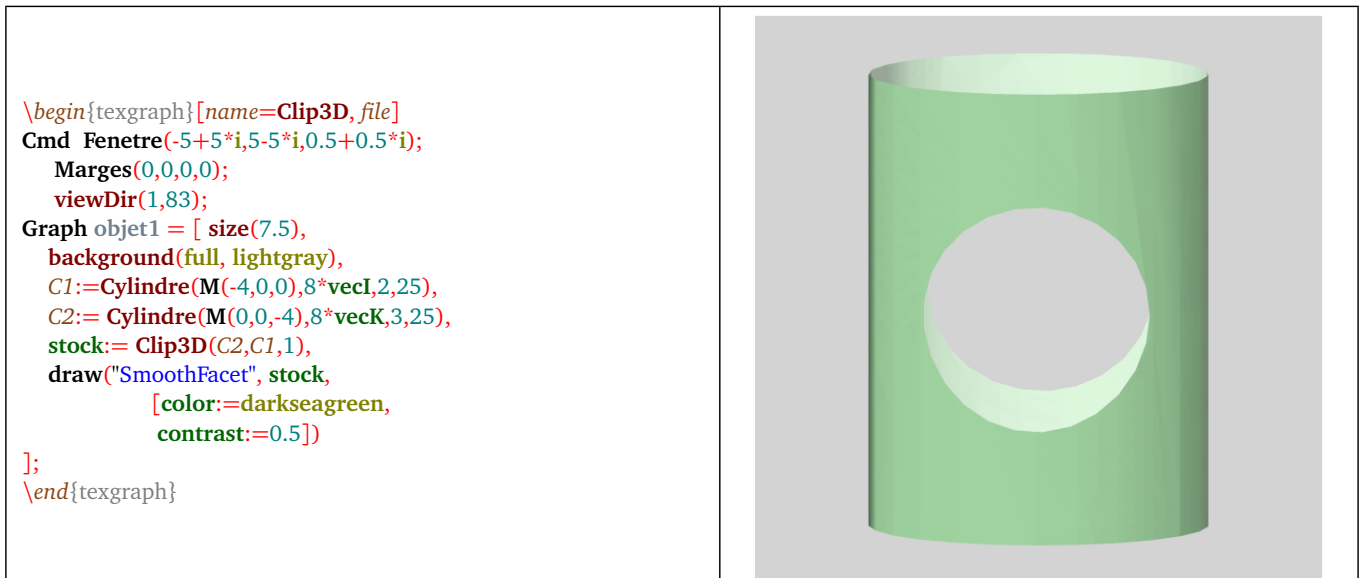 \begin{texgraph}[name=Clip3D, file]
Cmd Fenetre(-5+5*i,5-5*i,0.5+0.5*i);
Marges(0,0,0,0);
viewDir(1,83);
Graph objet1 = [ size(7.5),
background(full, lightgray),
C1:=Cylindre(M(-4,0,0),8*vecI,2,25),
C2:= Cylindre(M(0,0,-4),8*vecK,3,25),
stock:= Clip3D(C2,C1,1),
draw("SmoothFacet", stock,
[color:=darkseagreen,
contrast:=0.5])
];
\end{texgraph}